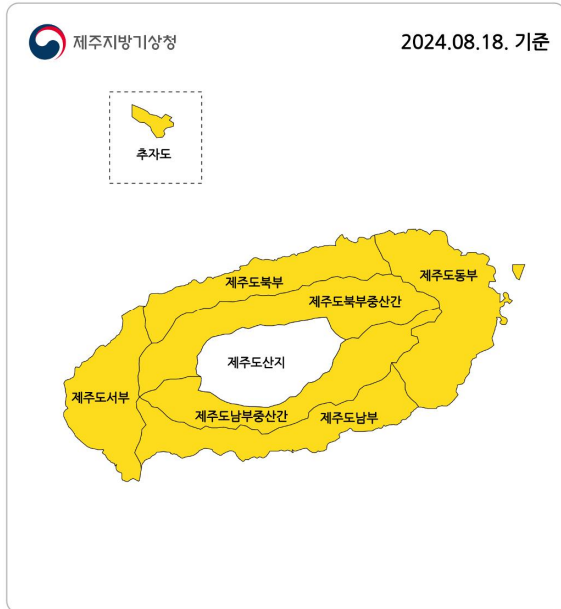 제주지방기상청
2024.08.18. 기준
추자도
제주도북부
제주도동부
제주도북부중산간
제주도산지
제주도서부
제주도남부중산간
제주도남부